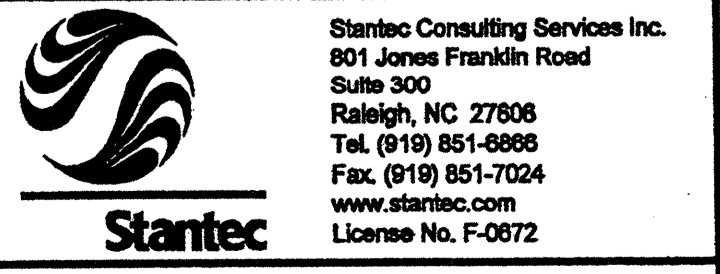 Stantec Consulting Services Inc.
801 Jones Franklin Road
Suite 300
Raleigh, NC 27606
Tel. (919) 851-6866
Fax. (919) 851-7024
www.stantec.com
License No. F-0672
Stantec